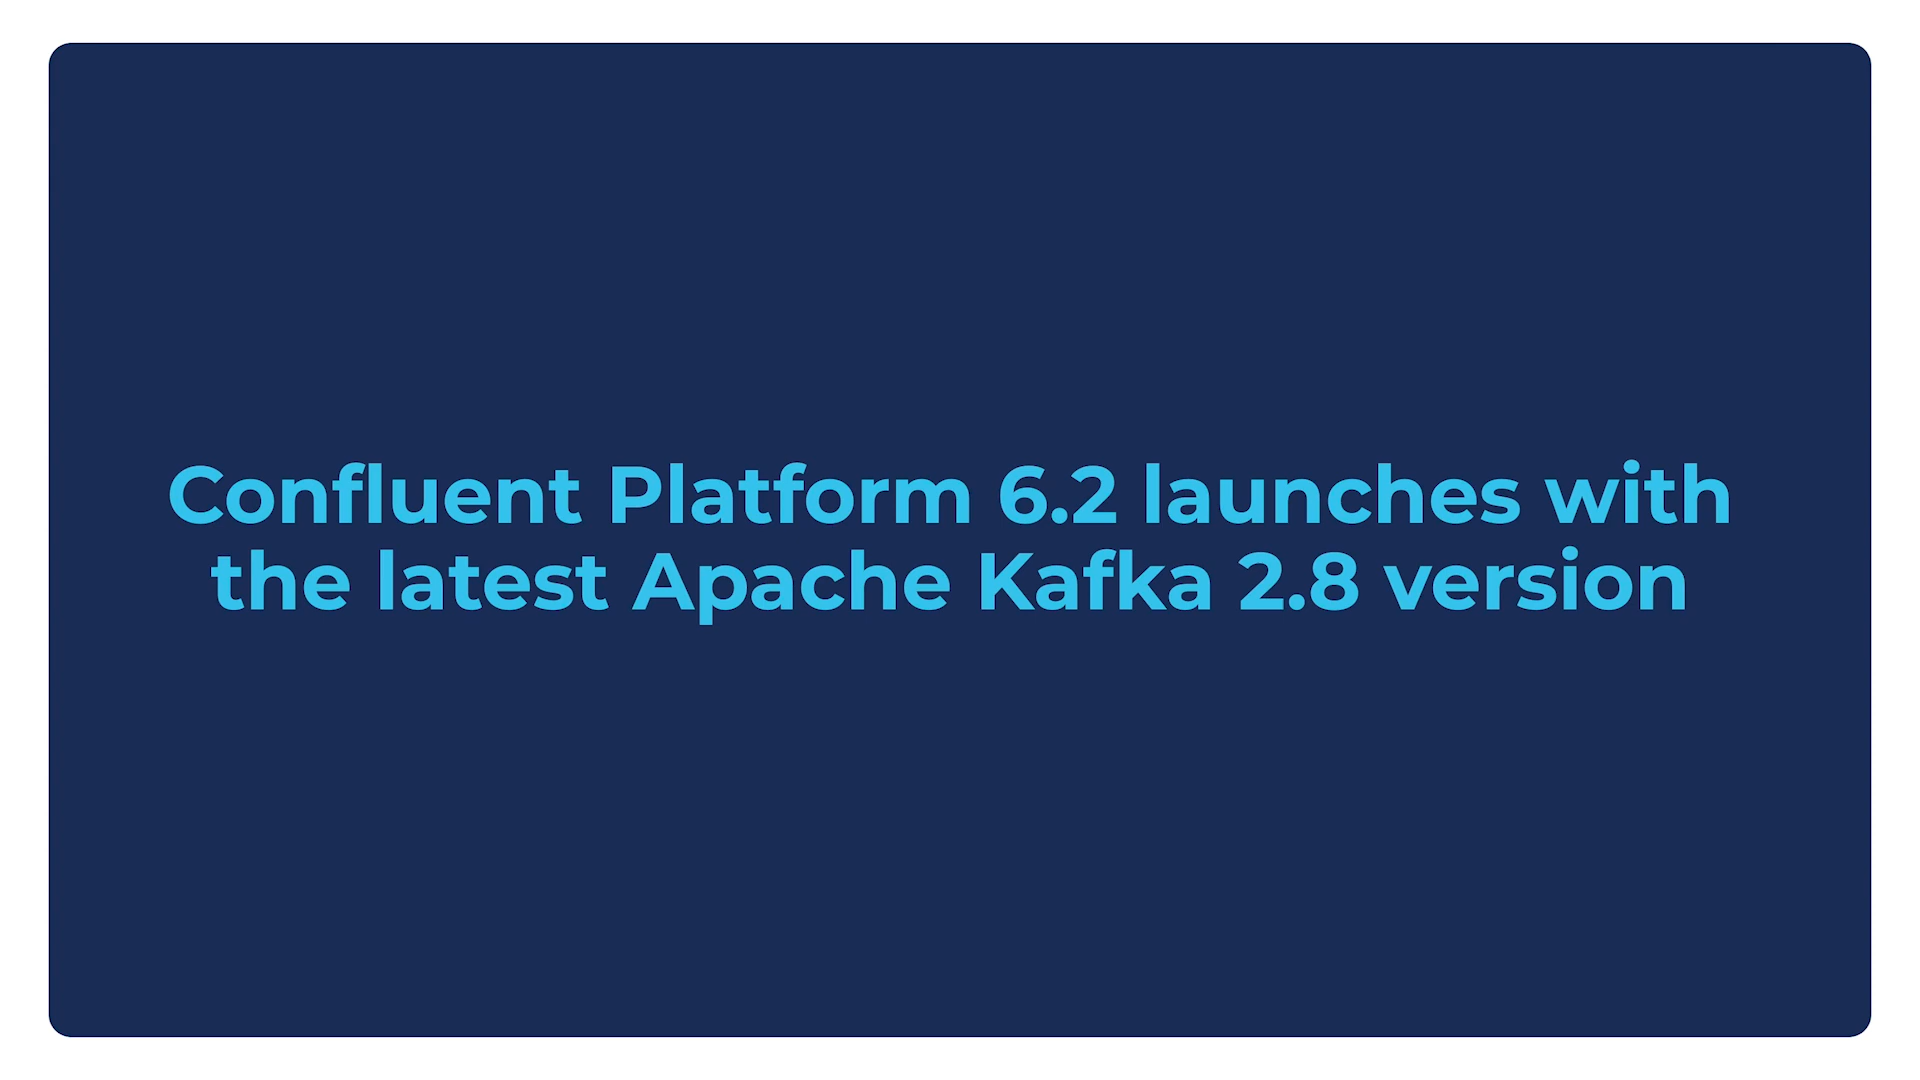 Confluent Platform 6.2 launches with
the latest Apache Kafka 2.8 version